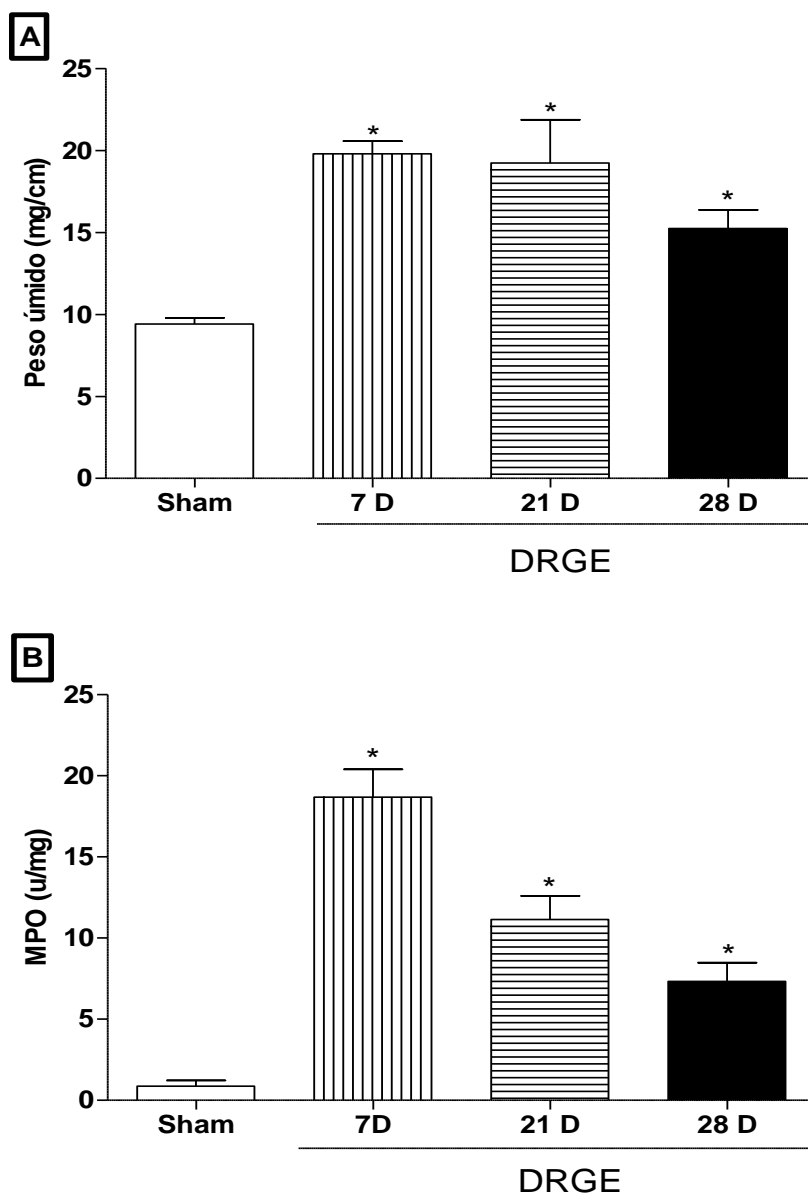 A
Peso úmido (mg/cm)
25
20
15
10
5
0
*
*
*
Sham
7 D
21 D
28 D
DRGE
B
MPO (u/mg)
25
20
15
10
5
0
*
*
*
Sham
7D
21 D
28 D
DRGE